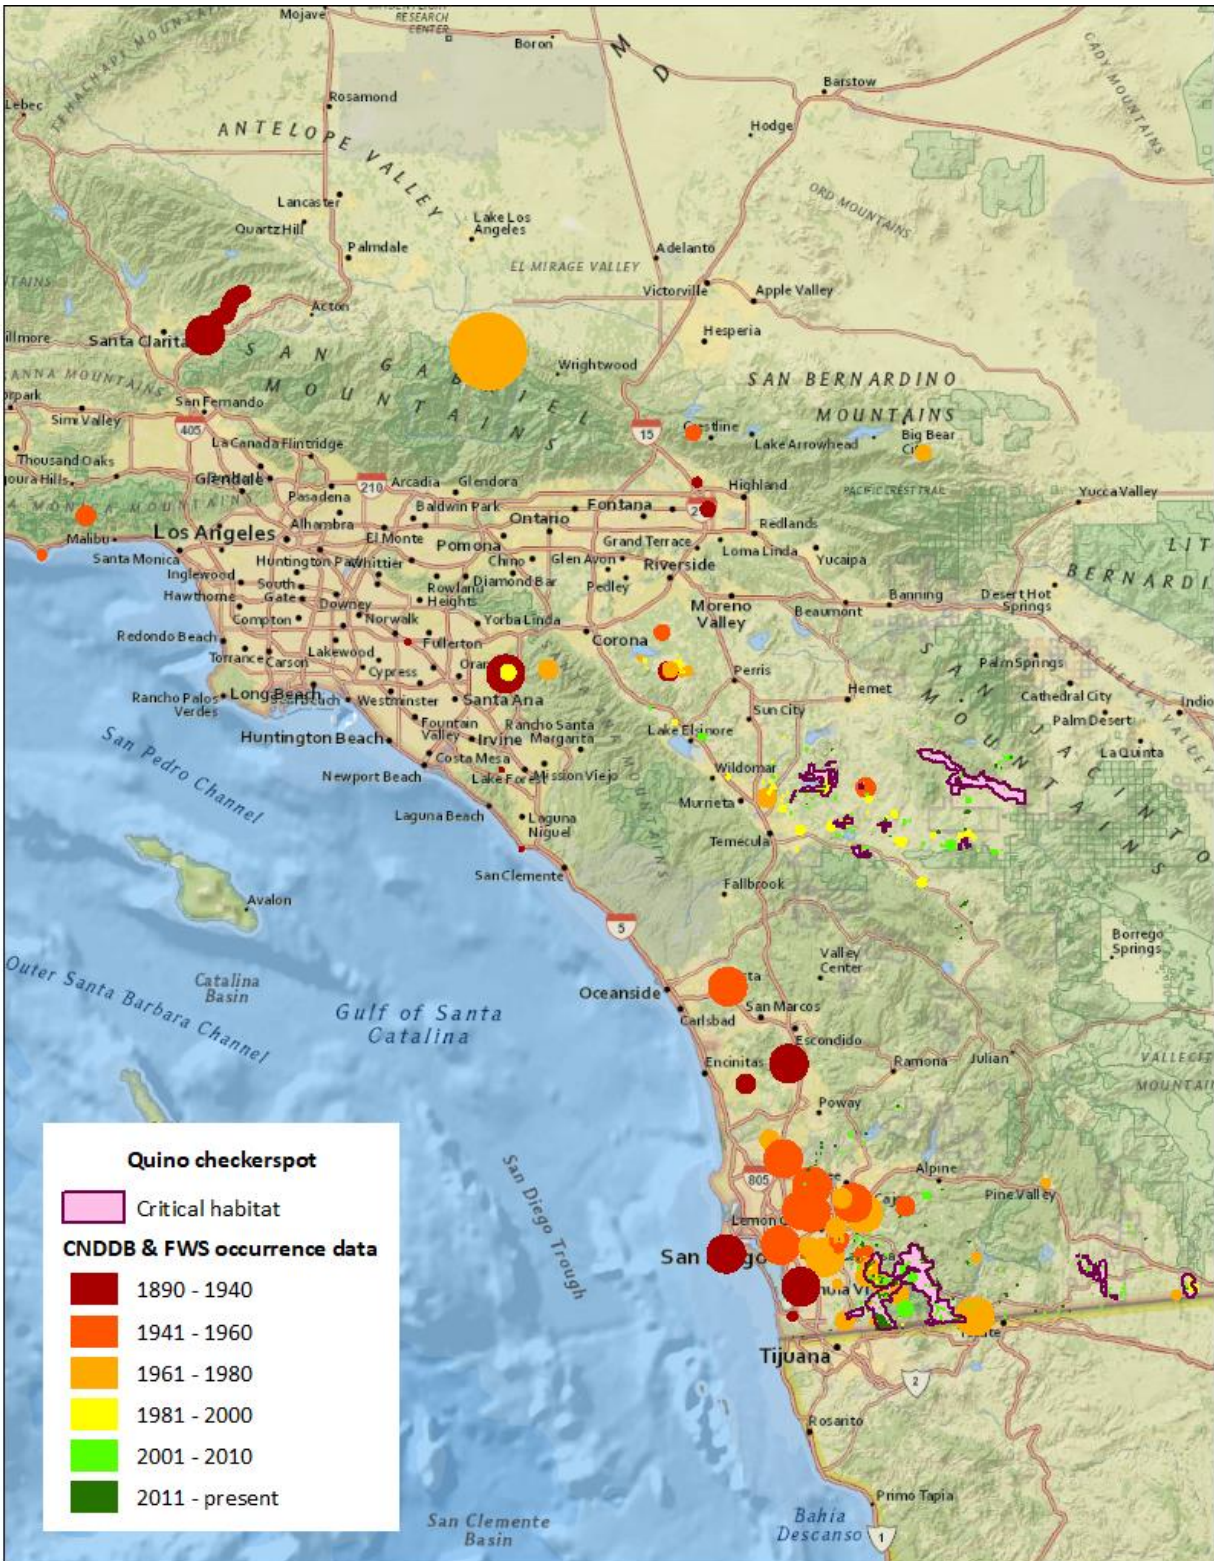 Mojave
RESEARCH
CENTER
Boron
M
D
CADY MOUNTAINS
TEHACHAPI MOUNTAINS
Lebec
Rosamond
Barstow
ANTELOPE VALLEY
Hodge
ORD MOUNTAINS
Lancaster
Quartz Hill
Lake Los
Angeles
Palmdale
Adelanto
EL MIRAGE VALLEY
Victorville
Apple Valley
Acton
Santa Clarita
Hesperia
SAN GABRIEL
MOUNTAINS
Wrightwood
SAN BERNARDINO
MOUNTAINS
San Fernando
Simi Valley
405
15
Lake Arrowhead
Big Bear
La Canada Flintridge
Thousand Oaks
Glendale
210
Arcadia
Glendora
Highland
PACIFIC CREST TRAIL
Yucca Valley
Pasadena
Baldwin Park
Fontana
Ontario
Malibu
Los Angeles
Alhambra
El Monte
Pomona
Redlands
Grand Terrace
Loma Linda
Santa Monica
Whittier
Chino
Glen Avon
Riverside
Yucaipa
Inglewood
Hawthorne
South
Gate
Downey
Rowland
Heights
Diamond Bar
Pedley
Moreno
Valley
Beaumont
Banning
Desert Hot
Springs
Compton
Norwalk
Yorba Linda
Corona
Redondo Beach
Lakewood
Fullerton
Torrance
Carson
Cypress
Perris
Palm Springs
COACHELLA VALLEY
SAN JACINTO
MOUNTAINS
Rancho Palos
Verdes
Long Beach
Westminster
Santa Ana
Hemet
Cathedral City
Indio
Sun City
Palm Desert
Fountain
Valley
Irvine
Rancho Santa
Margarita
Lake Elsinore
La Quinta
San Pedro Channel
Huntington Beach
Costa Mesa
Newport Beach
Lake Forest
Mission Viejo
Wildomar
Murrieta
Laguna Beach
Laguna
Niguel
Temecula
San Clemente
Fallbrook
Avalon
5
Borrego
Springs
Outer Santa Barbara Channel
Catalina
Basin
Valley
Center
Oceanside
San Marcos
Gulf of Santa
Catalina
Carlsbad
Escondido
Encinitas
Ramona
Julian
Poway
San Diego Trough
805
Alpine
Pine Valley
Tijuana
2
Rosarito
Primo Tapia
San Clemente
Basin
Bahía
Descanso
1
Quino checkerspot
Critical habitat
CNDDB & FWS occurrence data
1890 - 1940
1941 - 1960
1961 - 1980
1981 - 2000
2001 - 2010
2011 - present